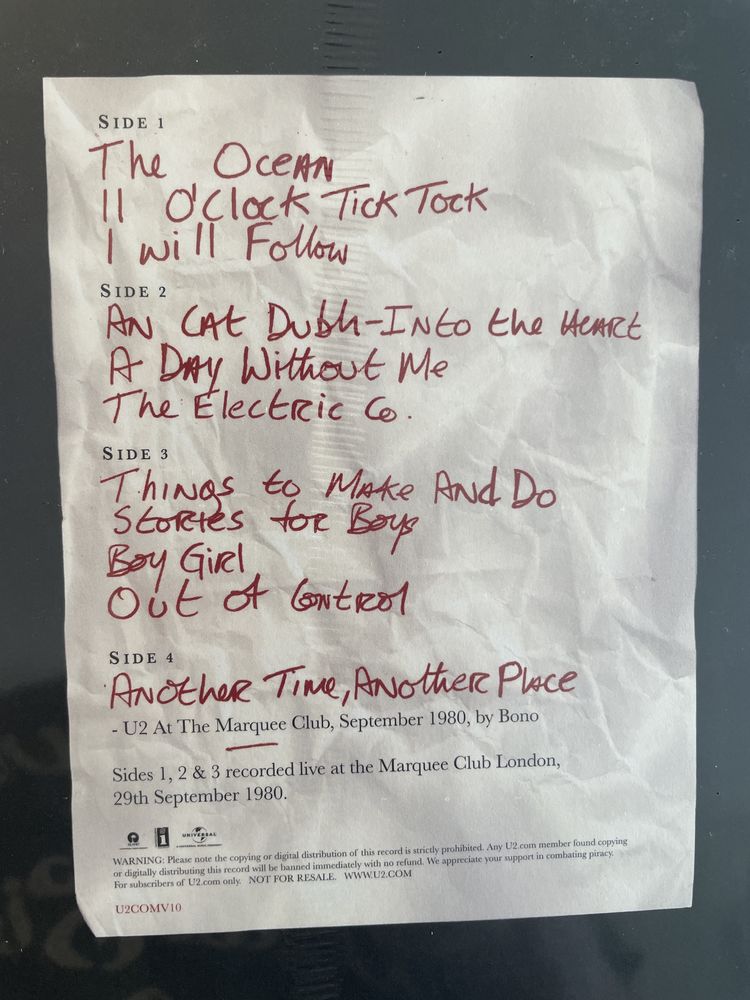 SIDE 1
The Ocean
11 O'Clock Tick Tock
I will Follow
SIDE 2
An Cat Dubh-Into the Heart
A Day Without Me
The Electric Co.
SIDE 3
Things to Make And Do
Stories for Boys
Boy Girl
Out of Control
SIDE 4
Another Time, Another Place
- U2 At The Marquee Club, September 1980, by Bono
Sides 1, 2 & 3 recorded live at the Marquee Club London,
29th September 1980.
UNIVERSAL
WARNING: Please note the copying or digital distribution of this record is strictly prohibited. Any U2.com member found copying
or digitally distributing this record will be banned immediately with no refund. We appreciate your support in combating piracy.
For subscribers of U2.com only. NOT FOR RESALE. WWW.U2.COM
U2COMV10